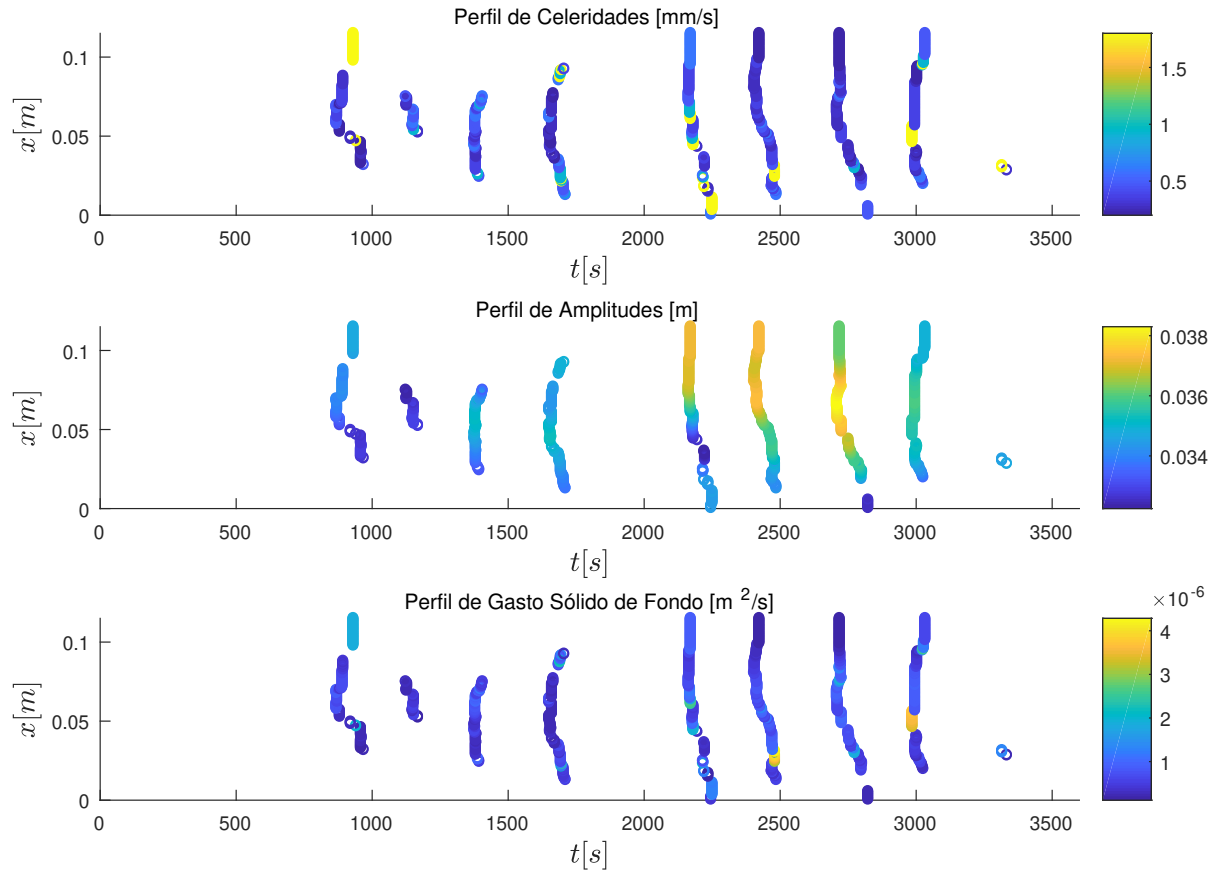 Perfil de Celeridades [mm/s]
x[m]
0.1
0.05
0
0 500 1000 1500 2000 2500 3000 3500
t[s]
1.5
1
0.5
Perfil de Amplitudes [m]
x[m]
0.1
0.05
0
0 500 1000 1500 2000 2500 3000 3500
t[s]
0.038
0.036
0.034
Perfil de Gasto Sólido de Fondo [m ²/s]
x[m]
0.1
0.05
0
0 500 1000 1500 2000 2500 3000 3500
t[s]
×10⁻⁶
4
3
2
1